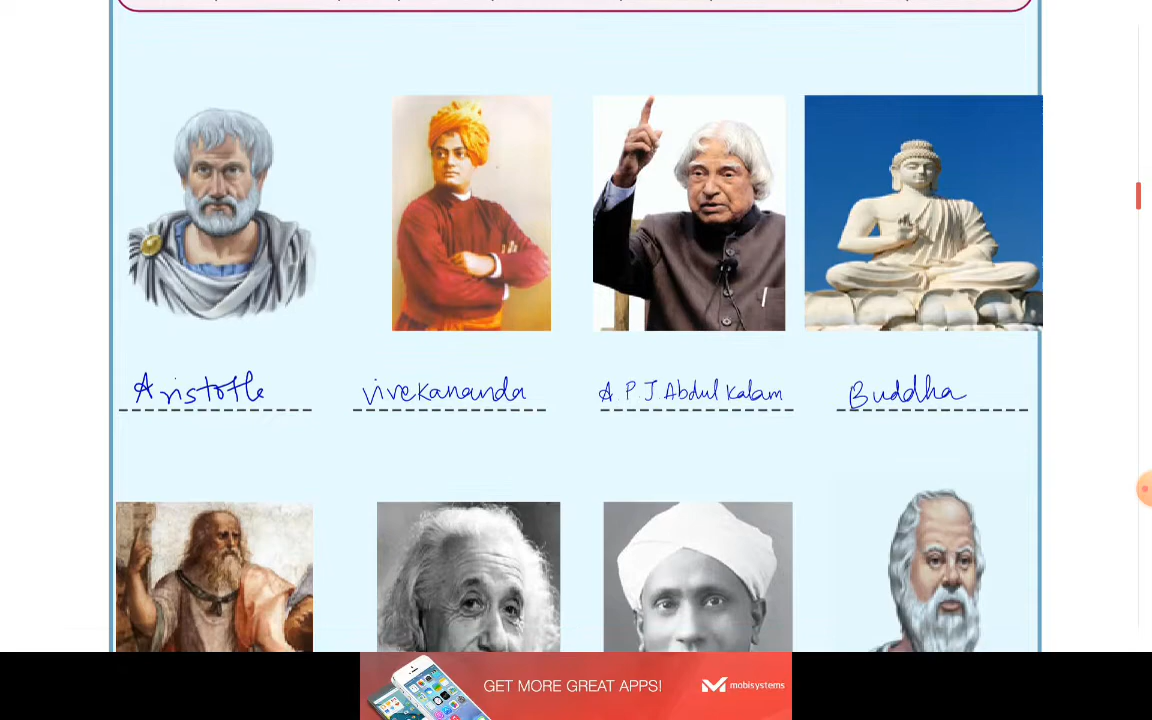 Aristotle
Vivekananda
A.P.J. Abdul Kalam
Buddha
GET MORE GREAT APPS!
mobisystems